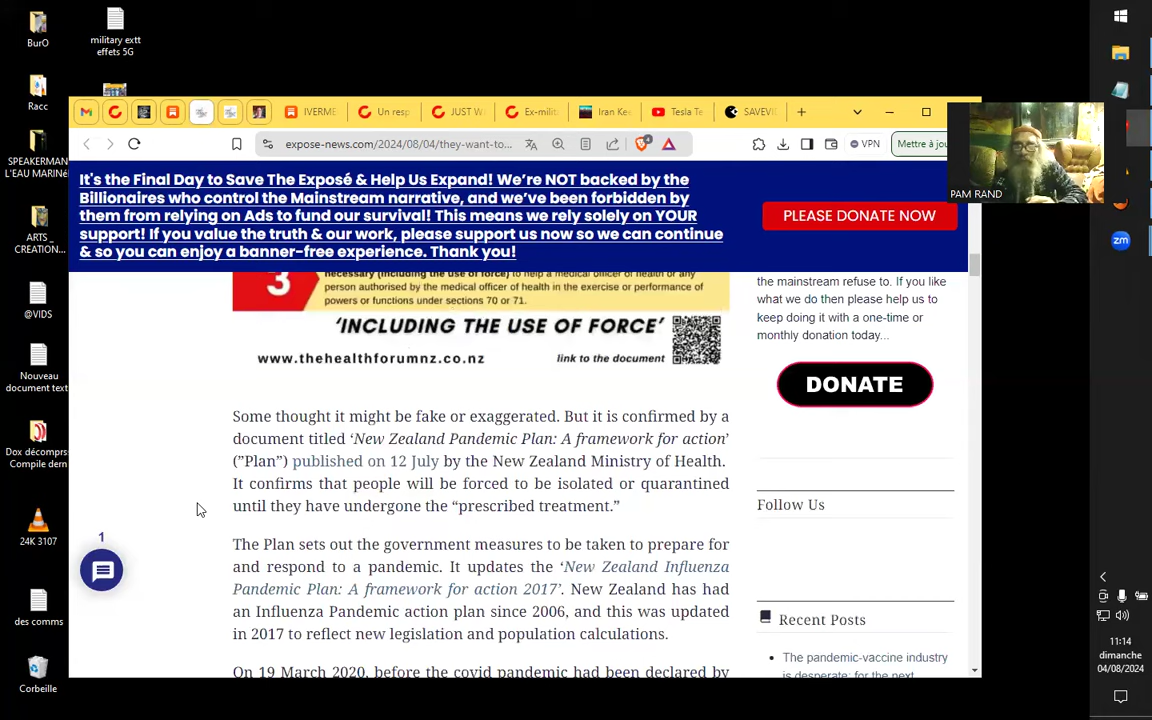 BurO
military extt
effets 5G
Racc
SPEAKERMAN
L'EAU MARINE
ARTS _
CREATION...
@VIDS
Nouveau
document text
Dox décomprss
Compile dern
24K 3107
des comms
Corbeille
IVERME
Un resp
JUST W
Ex-milit
Iran Kee
Tesla Te
SAVEVIL
expose-news.com/2024/08/04/they-want-to...
4
VPN
Mettre à jou
It's the Final Day to Save The Exposé & Help Us Expand! We're NOT backed by the
Billionaires who control the Mainstream narrative, and we've been forbidden by
them from relying on Ads to fund our survival! This means we rely solely on YOUR
support! If you value the truth & our work, please support us now so we can continue
& so you can enjoy a banner-free experience. Thank you!
PLEASE DONATE NOW
PAM RAND
3
necessary (including the use of force) to help a medical officer of health or any
person authorised by the medical officer of health in the exercise or performance of
powers or functions under sections 70 or 71.
'INCLUDING THE USE OF FORCE'
www.thehealthforumnz.co.nz
link to the document
Some thought it might be fake or exaggerated. But it is confirmed by a
document titled 'New Zealand Pandemic Plan: A framework for action'
("Plan") published on 12 July by the New Zealand Ministry of Health.
It confirms that people will be forced to be isolated or quarantined
until they have undergone the "prescribed treatment."
The Plan sets out the government measures to be taken to prepare for
and respond to a pandemic. It updates the 'New Zealand Influenza
Pandemic Plan: A framework for action 2017'. New Zealand has had
an Influenza Pandemic action plan since 2006, and this was updated
in 2017 to reflect new legislation and population calculations.
On 19 March 2020, before the covid pandemic had been declared by
the mainstream refuse to. If you like
what we do then please help us to
keep doing it with a one-time or
monthly donation today...
DONATE
Follow Us
Recent Posts
The pandemic-vaccine industry
is desperate: for the next
1
zm
11:14
dimanche
04/08/2024